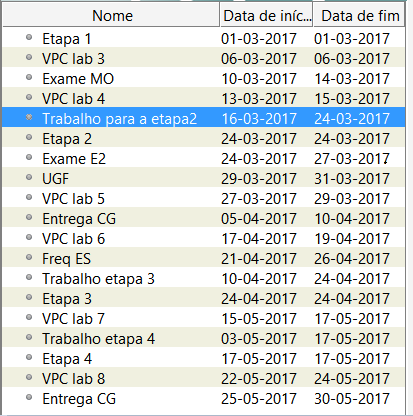 Nome Data de iníc... Data de fim
Etapa 1 01-03-2017 01-03-2017
VPC lab 3 06-03-2017 06-03-2017
Exame MO 10-03-2017 14-03-2017
VPC lab 4 13-03-2017 15-03-2017
Trabalho para a etapa2 16-03-2017 24-03-2017
Etapa 2 24-03-2017 24-03-2017
Exame E2 24-03-2017 27-03-2017
UGF 29-03-2017 31-03-2017
VPC lab 5 27-03-2017 29-03-2017
Entrega CG 05-04-2017 10-04-2017
VPC lab 6 17-04-2017 19-04-2017
Freq ES 21-04-2017 26-04-2017
Trabalho etapa 3 10-04-2017 24-04-2017
Etapa 3 24-04-2017 24-04-2017
VPC lab 7 15-05-2017 17-05-2017
Trabalho etapa 4 03-05-2017 17-05-2017
Etapa 4 17-05-2017 17-05-2017
VPC lab 8 22-05-2017 24-05-2017
Entrega CG 25-05-2017 30-05-2017